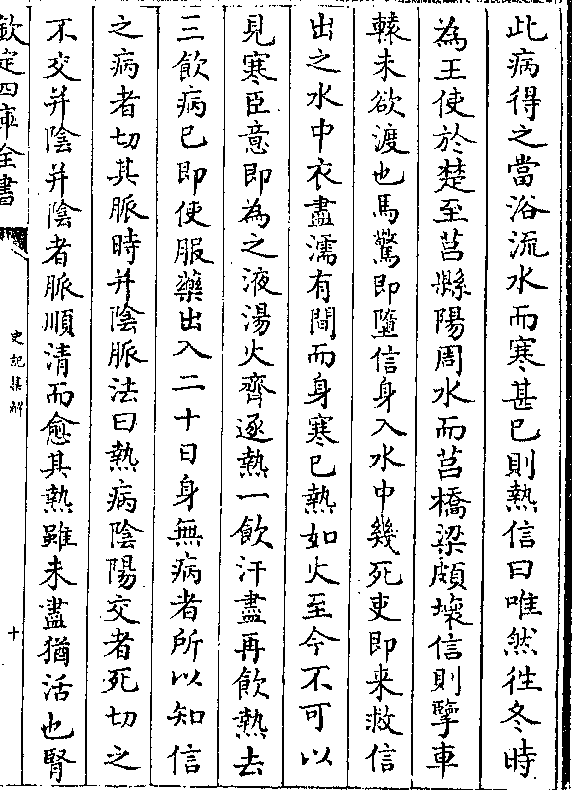 此病得之當浴流水而寒甚已則熱信曰唯然往冬時
為王使於楚至莒縣陽周水而莒橋梁頗壞信則擥車
轅未欲渡也馬驚即墮信身入水中幾死吏即来救信
出之水中衣盡濡有間而身寒已熱如火至今不可以
見寒臣意即為之液湯火齊逐熱一飲汗盡再飲熱去
三飲病已即使服藥出入二十日身無病者所以知信
之病者切其脈時并陰脈法曰熱病陰陽交者死切之
不交并陰并陰者脈順清而愈其熱雖未盡猶活也腎
欽定四庫全書
史記集解
十